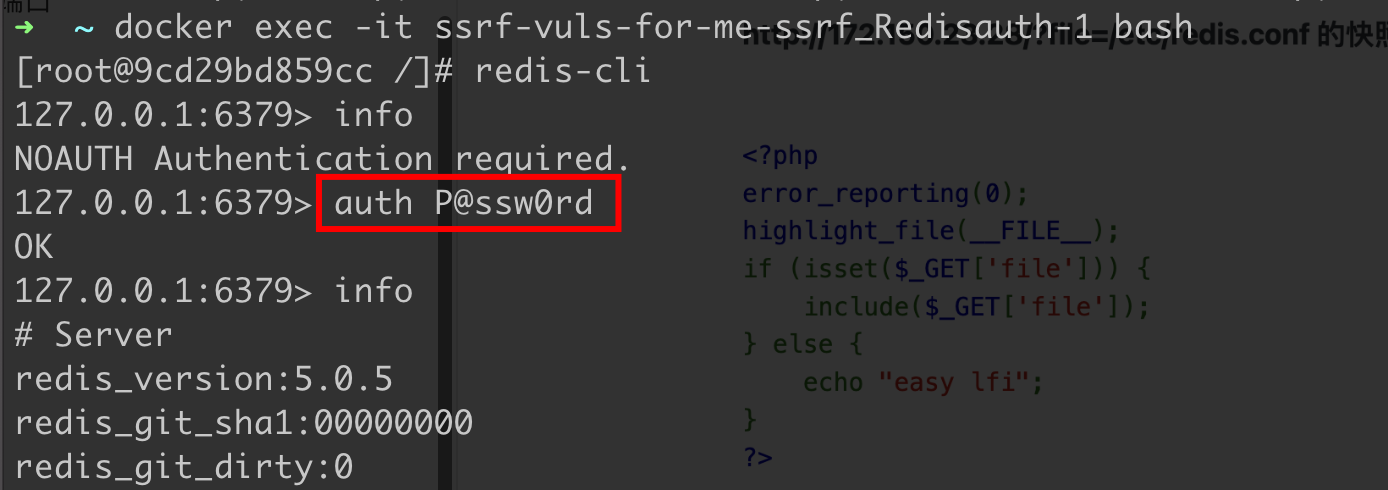 ➜ ~ docker exec -it ssrf-vuls-for-me-ssrf_Redisauth-1 bash
[root@9cd29bd859cc /]# redis-cli
127.0.0.1:6379> info
NOAUTH Authentication required.
127.0.0.1:6379> auth P@ssw0rd
OK
127.0.0.1:6379> info
# Server
redis_version:5.0.5
redis_git_sha1:00000000
redis_git_dirty:0
?file=/etc/redis.conf 的快照
<?php
error_reporting(0);
highlight_file(__FILE__);
if (isset($_GET['file'])) {
    include($_GET['file']);
} else {
    echo "easy lfi";
}
?>